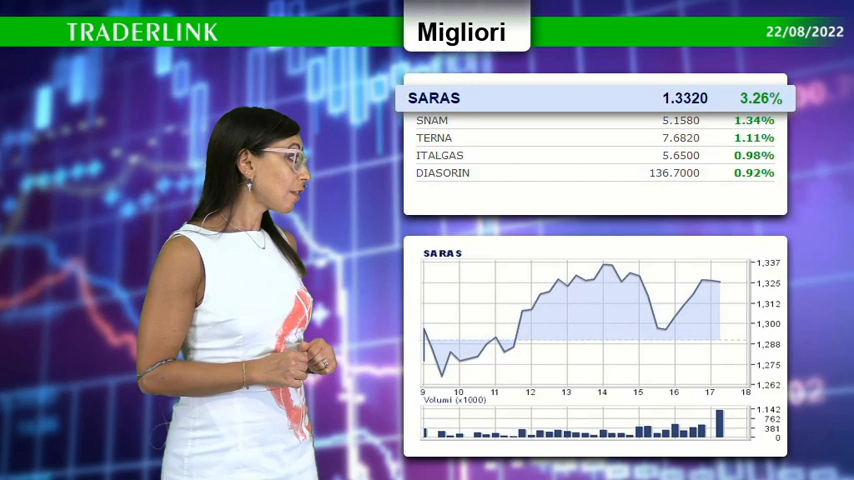 TRADERLINK
Migliori
22/08/2022
SARAS 1.3320 3.26%
SNAM 5.1580 1.34%
TERNA 7.6820 1.11%
ITALGAS 5.6500 0.98%
DIASORIN 136.7000 0.92%
SARAS
1,337
1,325
1,312
1,300
1,288
1,275
1,262
9 10 11 12 13 14 15 16 17 18
Volumi (x1000)
1.142
762
381
0